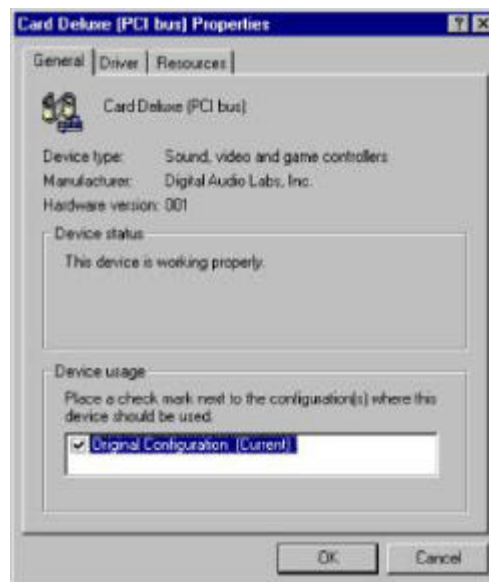 Card Deluxe (PCI bus) Properties
General Driver Resources
Card Deluxe (PCI bus)
Device type: Sound, video and game controllers
Manufacturer: Digital Audio Labs, Inc.
Hardware version: 001
Device status
This device is working properly.
Device usage
Place a check mark next to the configuration(s) where this
device should be used.
Original Configuration (Current)
OK Cancel